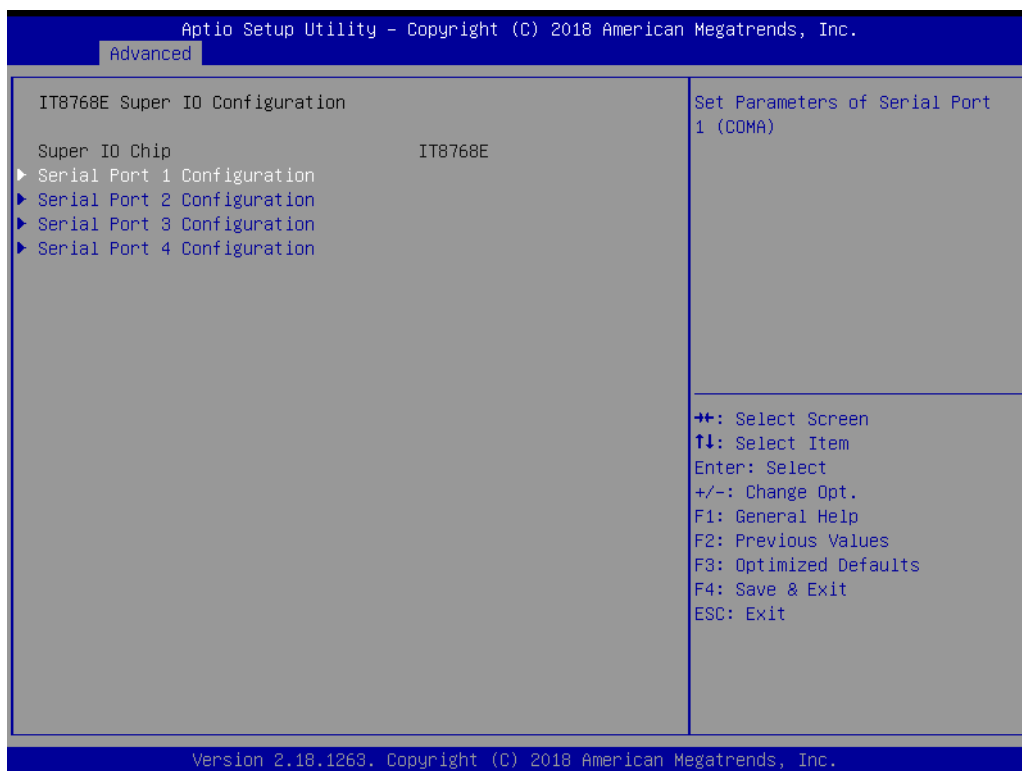 Aptio Setup Utility – Copyright (C) 2018 American Megatrends, Inc.
Advanced
IT8768E Super IO Configuration
Super IO Chip IT8768E
Serial Port 1 Configuration
Serial Port 2 Configuration
Serial Port 3 Configuration
Serial Port 4 Configuration
Set Parameters of Serial Port
1 (COMA)
→←: Select Screen
↑↓: Select Item
Enter: Select
+/-: Change Opt.
F1: General Help
F2: Previous Values
F3: Optimized Defaults
F4: Save & Exit
ESC: Exit
Version 2.18.1263. Copyright (C) 2018 American Megatrends, Inc.